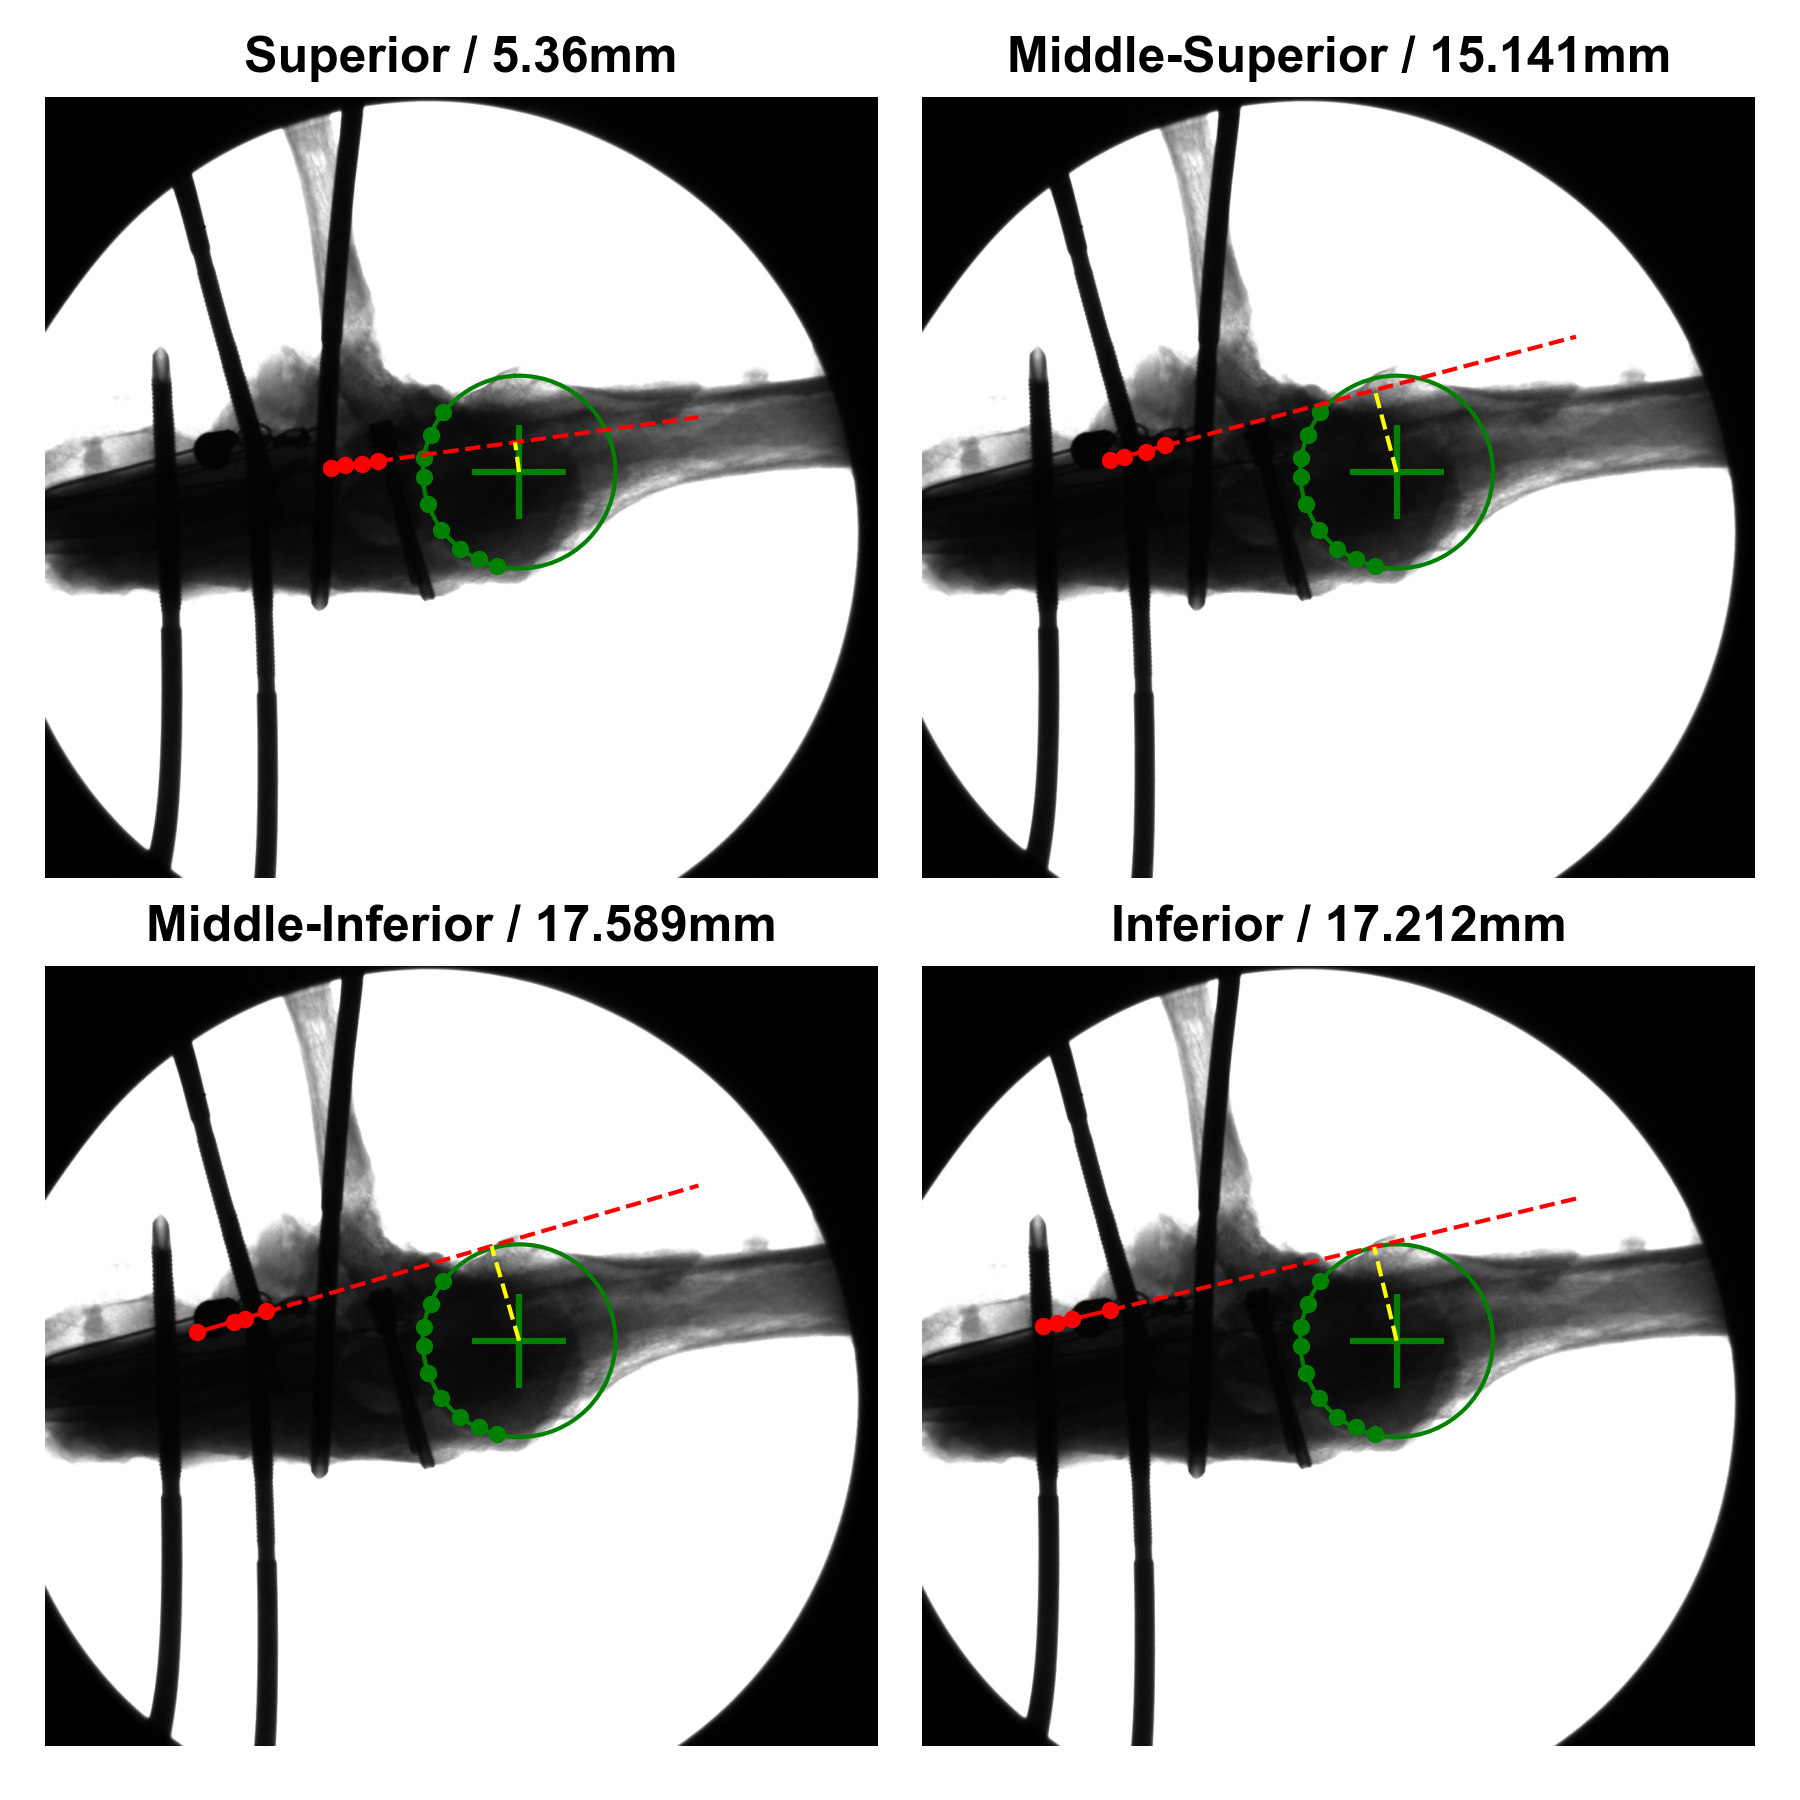 Superior / 5.36mm
Middle-Superior / 15.141mm
Middle-Inferior / 17.589mm
Inferior / 17.212mm